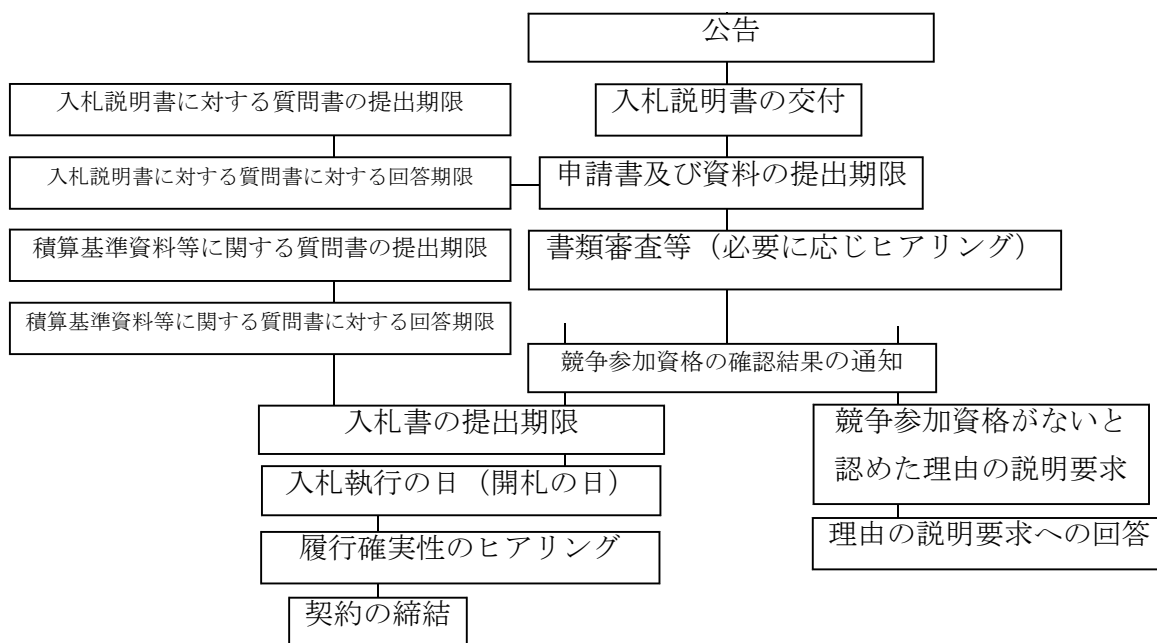 公告
入札説明書に対する質問書の提出期限
入札説明書の交付
入札説明書に対する質問書に対する回答期限
申請書及び資料の提出期限
積算基準資料等に関する質問書の提出期限
書類審査等（必要に応じヒアリング）
積算基準資料等に関する質問書に対する回答期限
競争参加資格の確認結果の通知
入札書の提出期限
競争参加資格がないと
認めた理由の説明要求
入札執行の日（開札の日）
理由の説明要求への回答
履行確実性のヒアリング
契約の締結